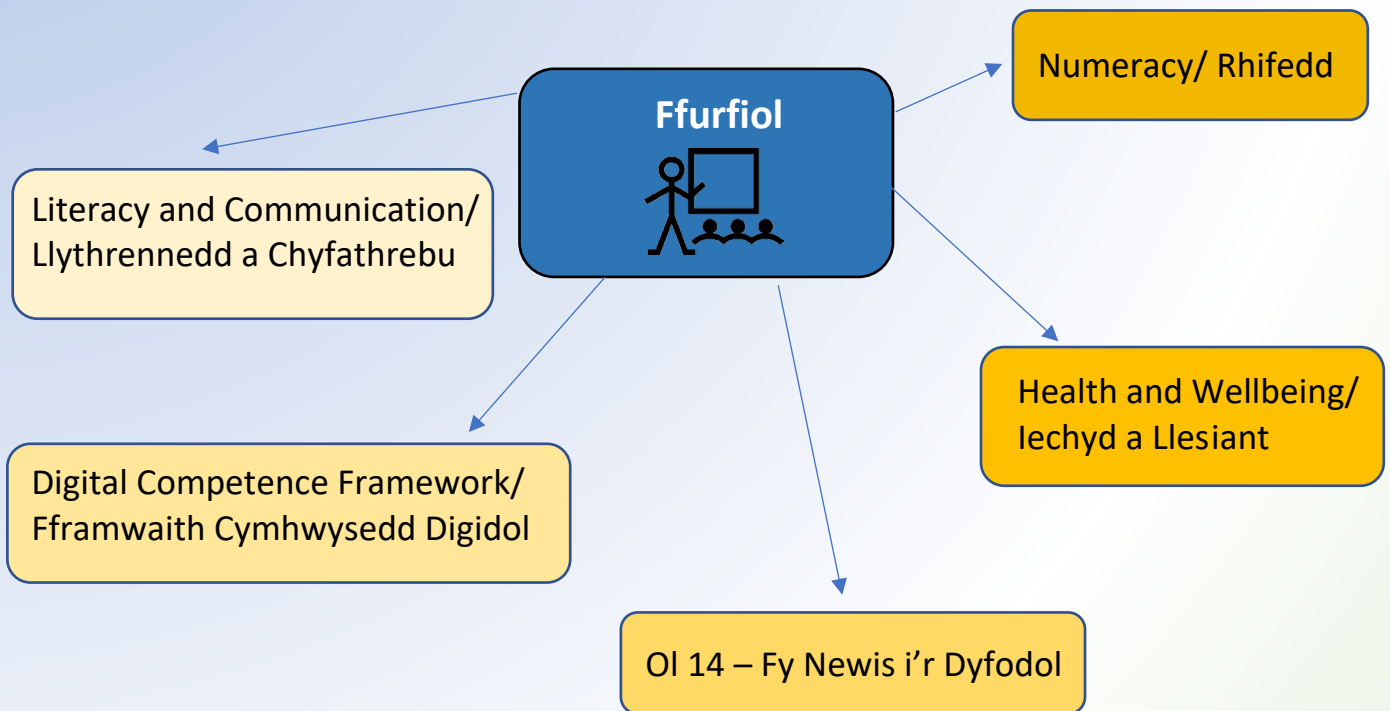 Ffurfiol
Numeracy/ Rhifedd
Literacy and Communication/
Llythrennedd a Chyfathrebu
Health and Wellbeing/
Iechyd a Llesiant
Digital Competence Framework/
Fframwaith Cymhwysedd Digidol
Ol 14 – Fy Newis i’r Dyfodol